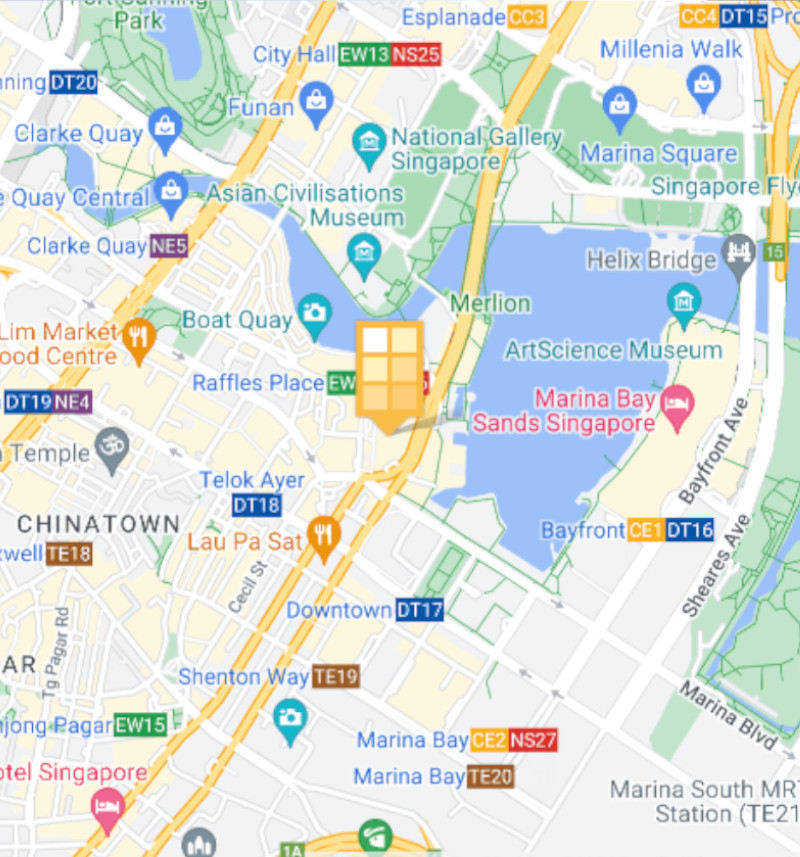 Fort Canning
Park
Esplanade CC3
CC4 DT15
City Hall EW13 NS25
Millenia Walk
DT20
Funan
Clarke Quay
National Gallery
Singapore
Marina Square
Quay Central
Asian Civilisations
Museum
Singapore
Clarke Quay NE5
Helix Bridge
15
Merlion
Boat Quay
Lim Market
ood Centre
ArtScience Museum
Raffles Place EW
DT19 NE4
Marina Bay
Sands Singapore
Temple
Bayfront Ave
Telok Ayer
DT18
CHINATOWN
Lau Pa Sat
Bayfront CE1 DT16
xwell TE18
Cecil St
Sheares Ave
Downtown DT17
Tg Pagar Rd
AR
Shenton Way TE19
Marina Blvd
njong Pagar EW15
Marina Bay CE2 NS27
otel Singapore
Marina Bay TE20
Marina South MRT
Station (TE21
1A